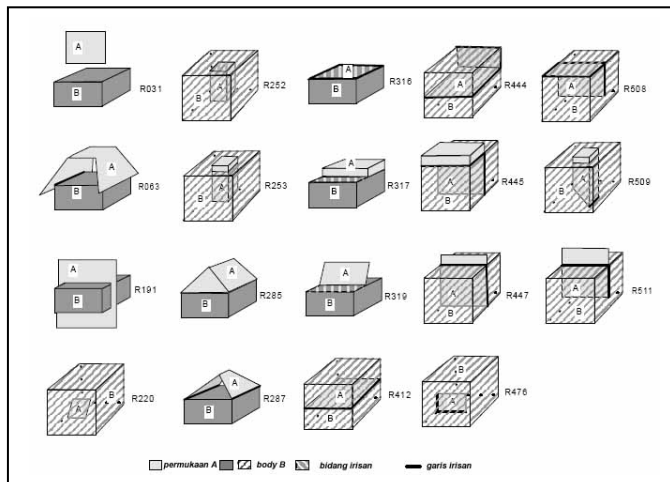 A
B
R031
A
B
R252
A
B
R316
A
B
R444
A
B
R508
A
B
R063
A
B
R253
A
B
R317
A
B
R445
A
B
R509
A
B
R191
A
B
R285
A
B
R319
A
B
R447
A
B
R511
A
B
R220
A
B
R287
A
B
R412
B
A
R476
permukaan A body B bidang irisan garis irisan